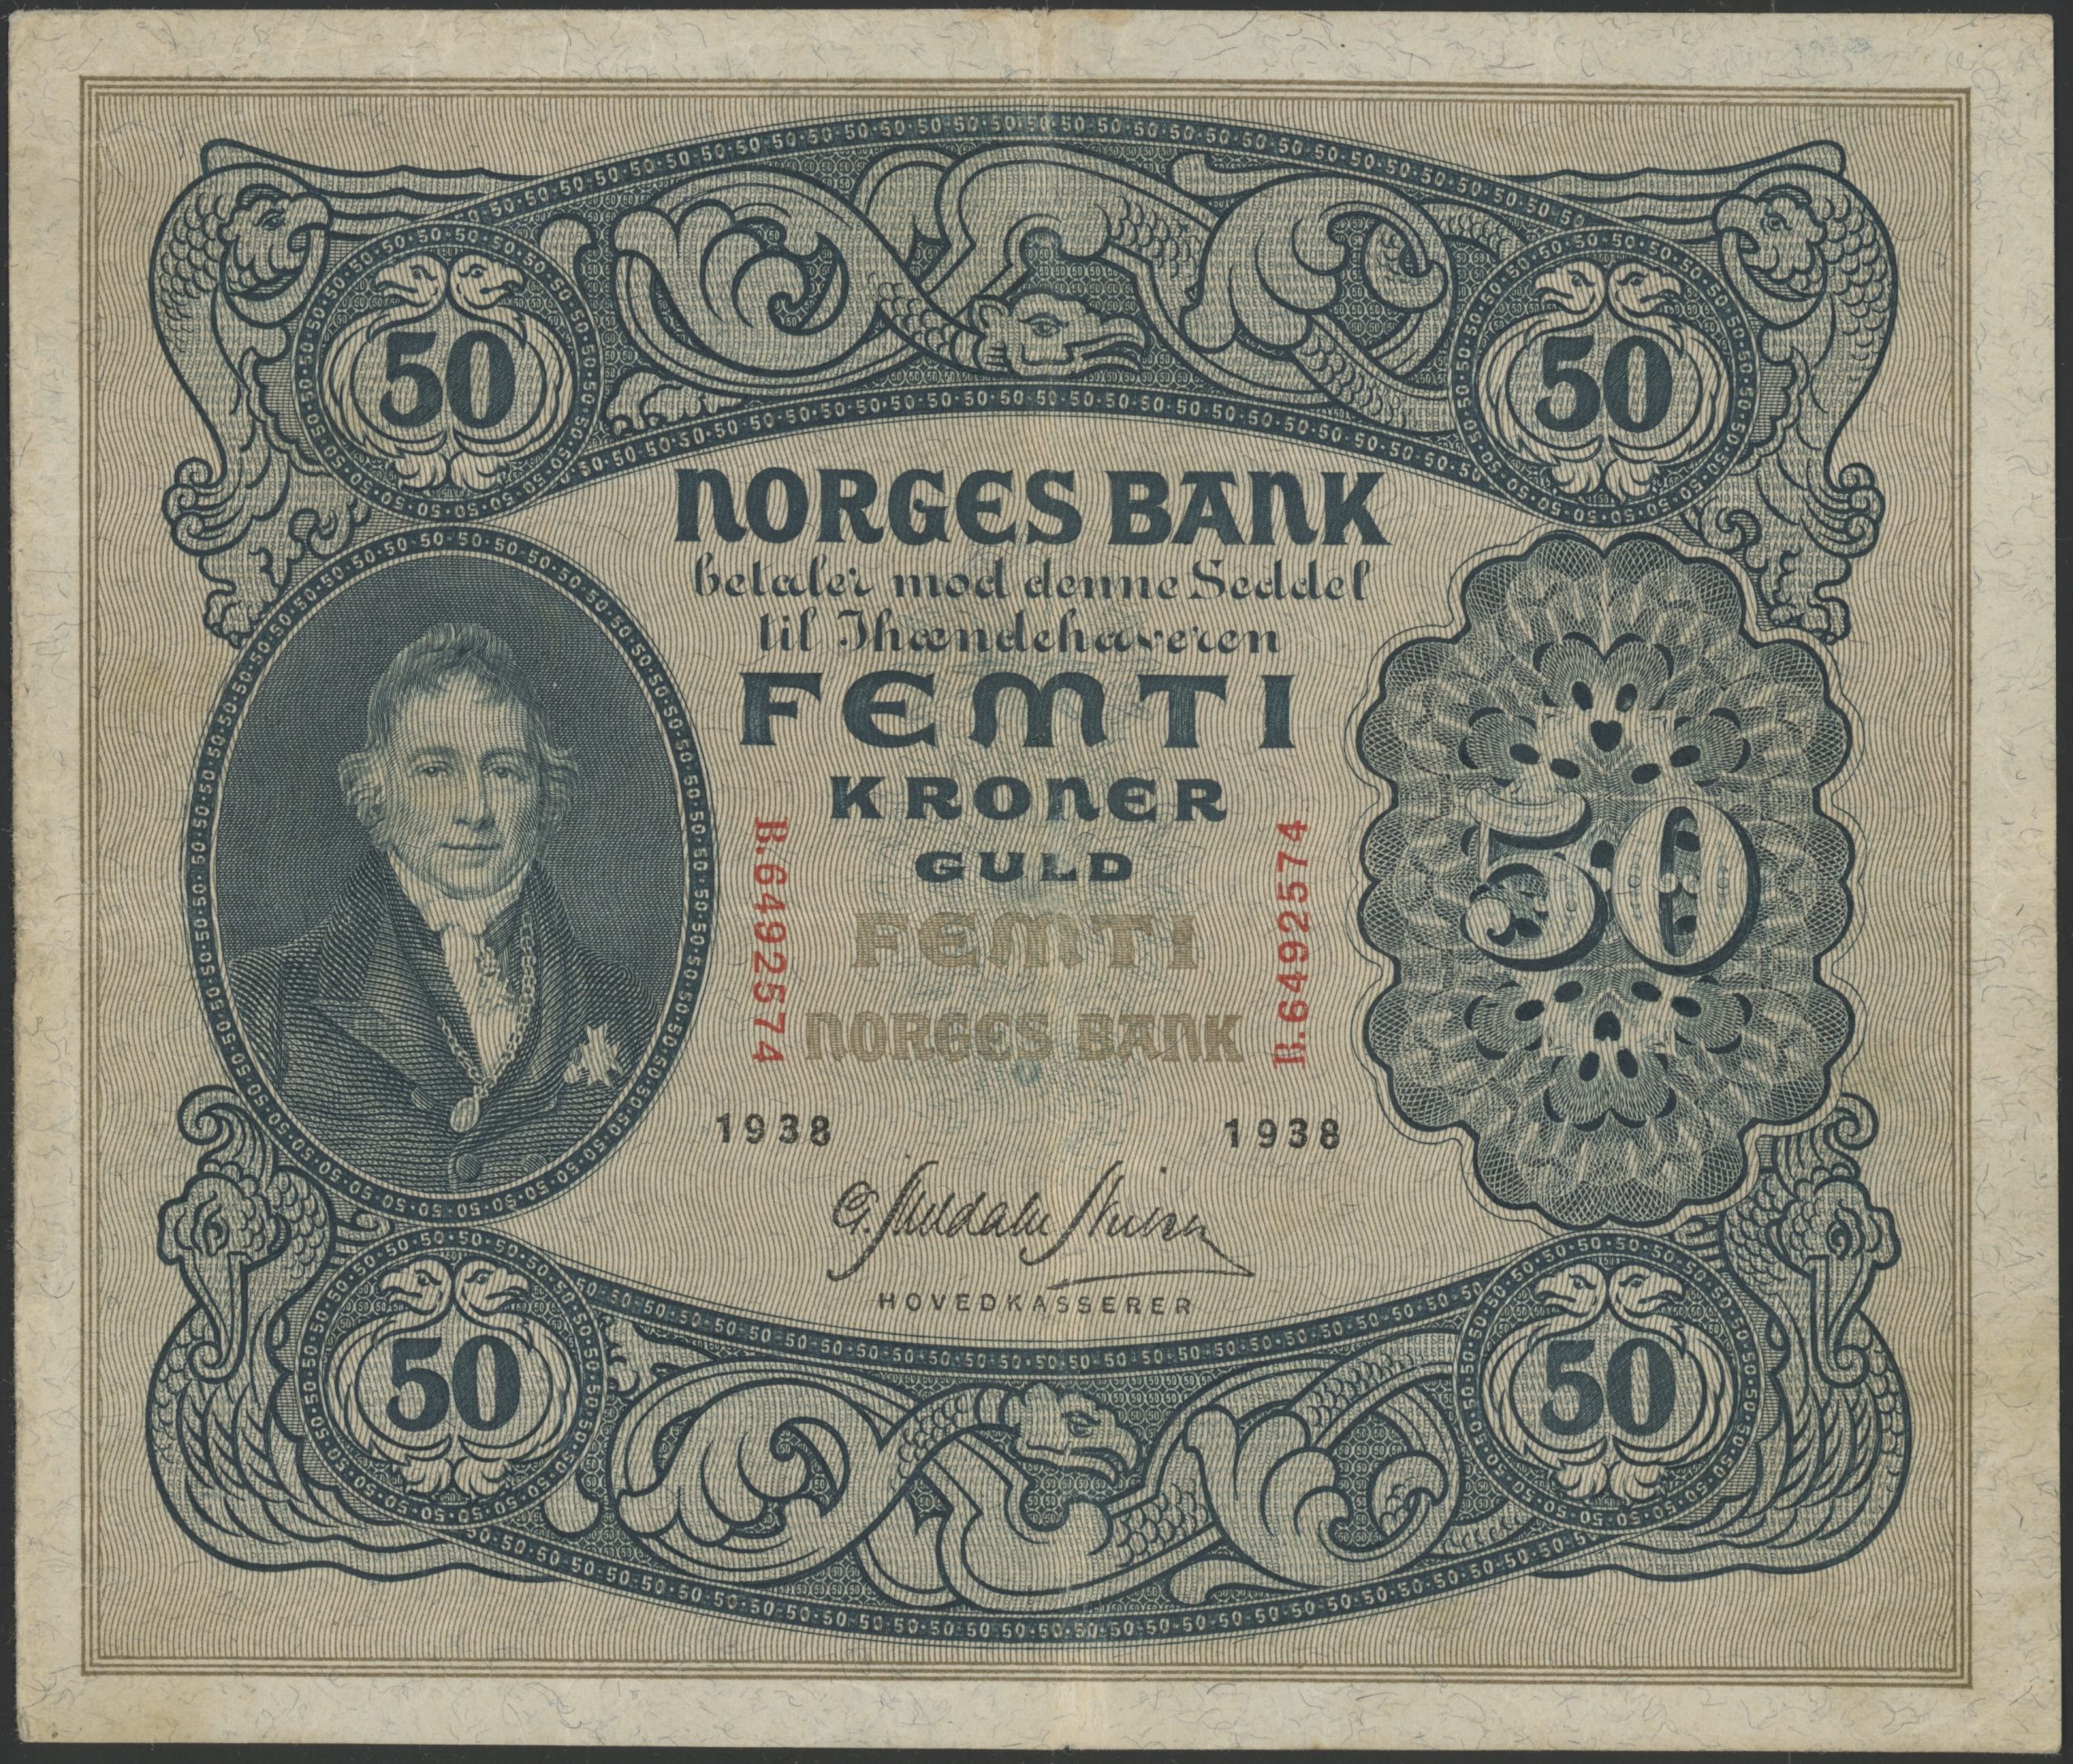 50
50
NORGES BANK
betaler mod denne Seddel
til Ihændehaveren
FEMTI
KRONER
GULD
50
FEMTI
NORGES BANK
B.6492574
B.6492574
1938
1938
HOVEDKASSERER
50
50